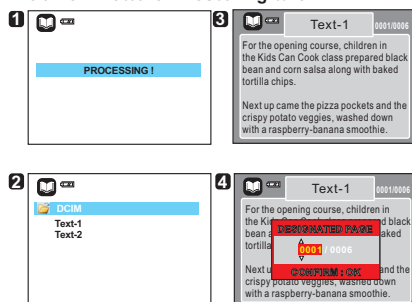 1
PROCESSING !
2
DCIM
Text-1
Text-2
3
Text-1 0001/0006
For the opening course, children in
the Kids Can Cook class prepared black
bean and corn salsa along with baked
tortilla chips.
Next up came the pizza pockets and the
crispy potato veggies, washed down
with a raspberry-banana smoothie.
4
Text-1 0001/0006
For the opening course, children in
the black
bean
DESIGNATED PAGE
tortilla
0001 / 0006
Next and the
CONFIRM : OK
crispy potato veggies, washed down
with a raspberry-banana smoothie.